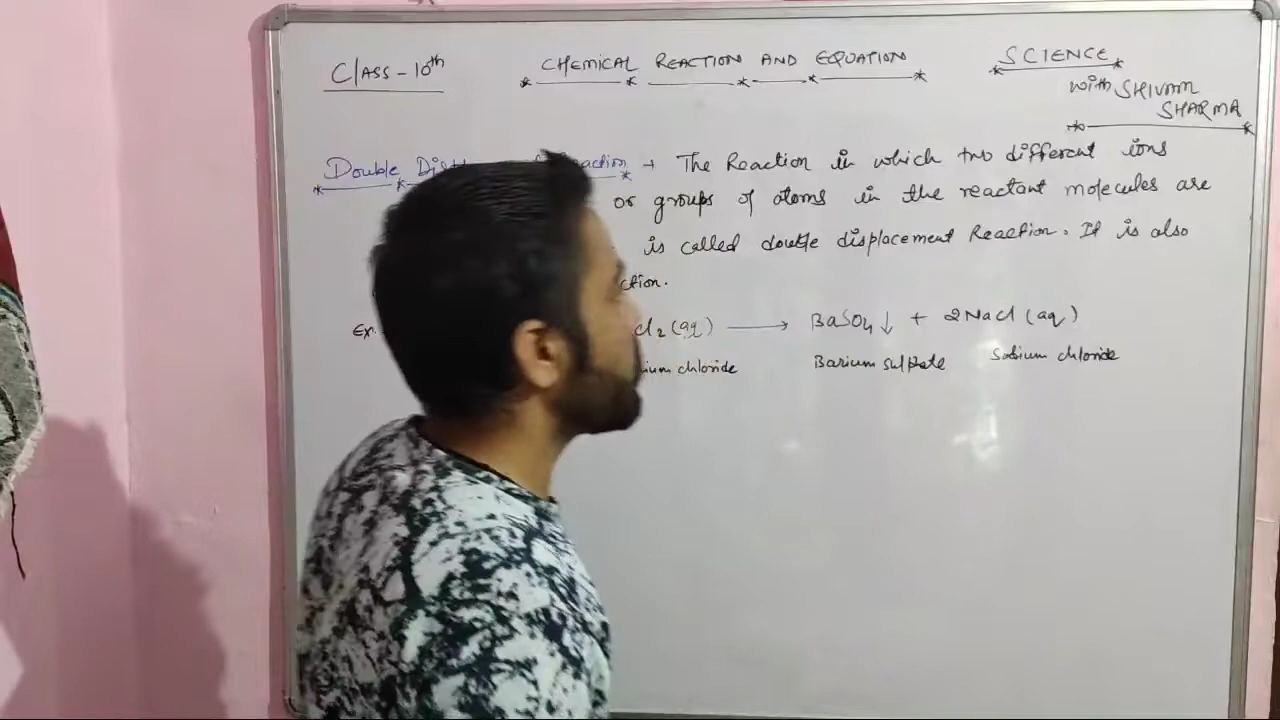 Class - 10th
CHEMICAL REACTION AND EQUATION
SCIENCE
with SHIVAM
SHARMA
Double → The Reaction in which two different ions
or groups of atoms in the reactant molecules are
is called double displacement Reaction. It is also
ction.
Ex. Cl₂ (aq) ⟶ BaSO₄ ↓ + 2NaCl (aq)
ium chloride Barium sulphate Sodium chloride